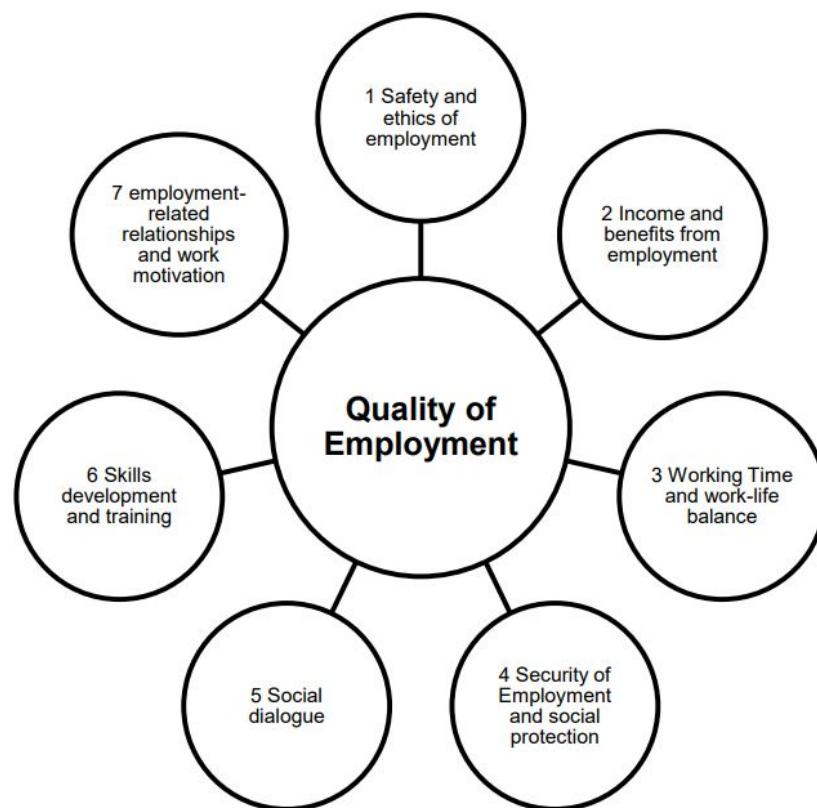 1 Safety and
ethics of
employment
2 Income and
benefits from
employment
3 Working Time
and work-life
balance
4 Security of
Employment
and social
protection
5 Social
dialogue
6 Skills
development
and training
7 employment-
related
relationships
and work
motivation
Quality of
Employment